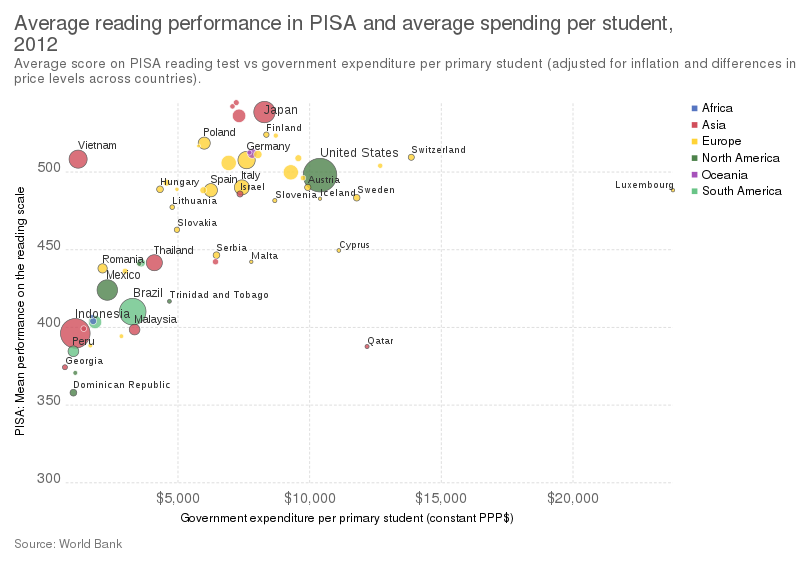 Average reading performance in PISA and average spending per student,
2012
Average score on PISA reading test vs government expenditure per primary student (adjusted for inflation and differences in
price levels across countries).
Japan
Finland
Poland
Germany
Vietnam
United States
Switzerland
500
Hungary
Spain
Italy
Israel
Austria
Luxembourg
Slovenia
Iceland
Sweden
Lithuania
Slovakia
450
Serbia
Thailand
Malta
Cyprus
Romania
Mexico
Brazil
Trinidad and Tobago
400
Indonesia
Malaysia
Peru
Qatar
Georgia
Dominican Republic
350
300
$5,000
$10,000
$15,000
$20,000
PISA: Mean performance on the reading scale
Government expenditure per primary student (constant PPP$)
Africa
Asia
Europe
North America
Oceania
South America
Source: World Bank